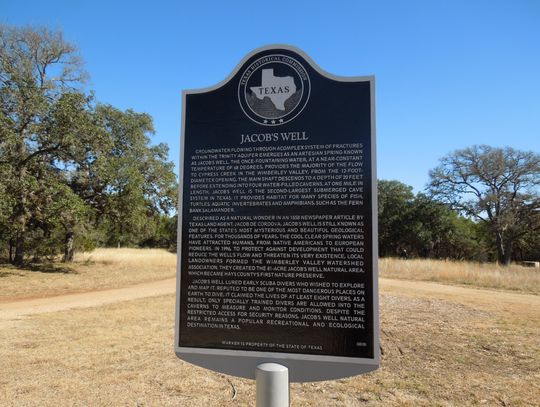 TEXAS HISTORICAL COMMISSION
TEXAS
JACOB'S WELL
GROUNDWATER FLOWING THROUGH A COMPLEX SYSTEM OF FRACTURES
WITHIN THE TRINITY AQUIFER EMERGES AS AN ARTESIAN SPRING KNOWN
AS JACOB'S WELL. THE ONCE-FOUNTAINING WATER, AT A NEAR-CONSTANT
TEMPERATURE OF 68 DEGREES, PROVIDES THE MAJORITY OF THE FLOW
TO CYPRESS CREEK IN THE WIMBERLEY VALLEY. FROM THE 12-FOOT-
DIAMETER OPENING, THE MAIN SHAFT DESCENDS TO A DEPTH OF
FEET
BEFORE EXTENDING INTO FOUR WATER-FILLED CAVERNS. AT ONE MILE IN
LENGTH, JACOB'S WELL IS THE SECOND-LARGEST SUBMERGED CAVE
SYSTEM IN TEXAS; IT PROVIDES HABITAT FOR MANY SPECIES OF FISH,
TURTLES, AQUATIC INVERTEBRATES AND AMPHIBIANS, SUCH AS THE FERN
BANK SALAMANDER.
DESCRIBED AS A NATURAL WONDER IN AN 1850 NEWSPAPER ARTICLE BY
TEXAS LAND AGENT, JACOB DE CORDOVA, JACOB'S WELL IS STILL KNOWN AS
ONE OF THE STATE'S MOST MYSTERIOUS AND BEAUTIFUL GEOLOGICAL
FEATURES. FOR THOUSANDS OF YEARS, THE COOL CLEAR SPRING WATERS
HAVE ATTRACTED HUMANS, FROM NATIVE AMERICANS TO EUROPEAN
PIONEERS. IN 1996, TO PROTECT AGAINST DEVELOPMENT THAT COULD
REDUCE THE WELL'S FLOW AND THREATEN ITS VERY EXISTENCE, LOCAL
LANDOWNERS FORMED THE WIMBERLEY VALLEY WATERSHED
ASSOCIATION. THEY CREATED THE 81-ACRE JACOB'S WELL NATURAL AREA,
WHICH BECAME HAYS COUNTY'S FIRST NATURE PRESERVE.
JACOB'S WELL LURED EARLY SCUBA DIVERS WHO WISHED TO EXPLORE
AND MAP IT. REPUTED TO BE ONE OF THE MOST DANGEROUS PLACES ON
EARTH TO DIVE, IT CLAIMED THE LIVES OF AT LEAST EIGHT DIVERS. AS A
RESULT, ONLY SPECIALLY TRAINED DIVERS ARE ALLOWED INTO THE
CAVERNS TO MEASURE AND MONITOR CONDITIONS. DESPITE THE
RESTRICTED ACCESS FOR SECURITY REASONS, JACOB'S WELL NATURAL
AREA REMAINS A POPULAR RECREATIONAL AND ECOLOGICAL
DESTINATION IN TEXAS.
MARKER IS PROPERTY OF THE STATE OF TEXAS